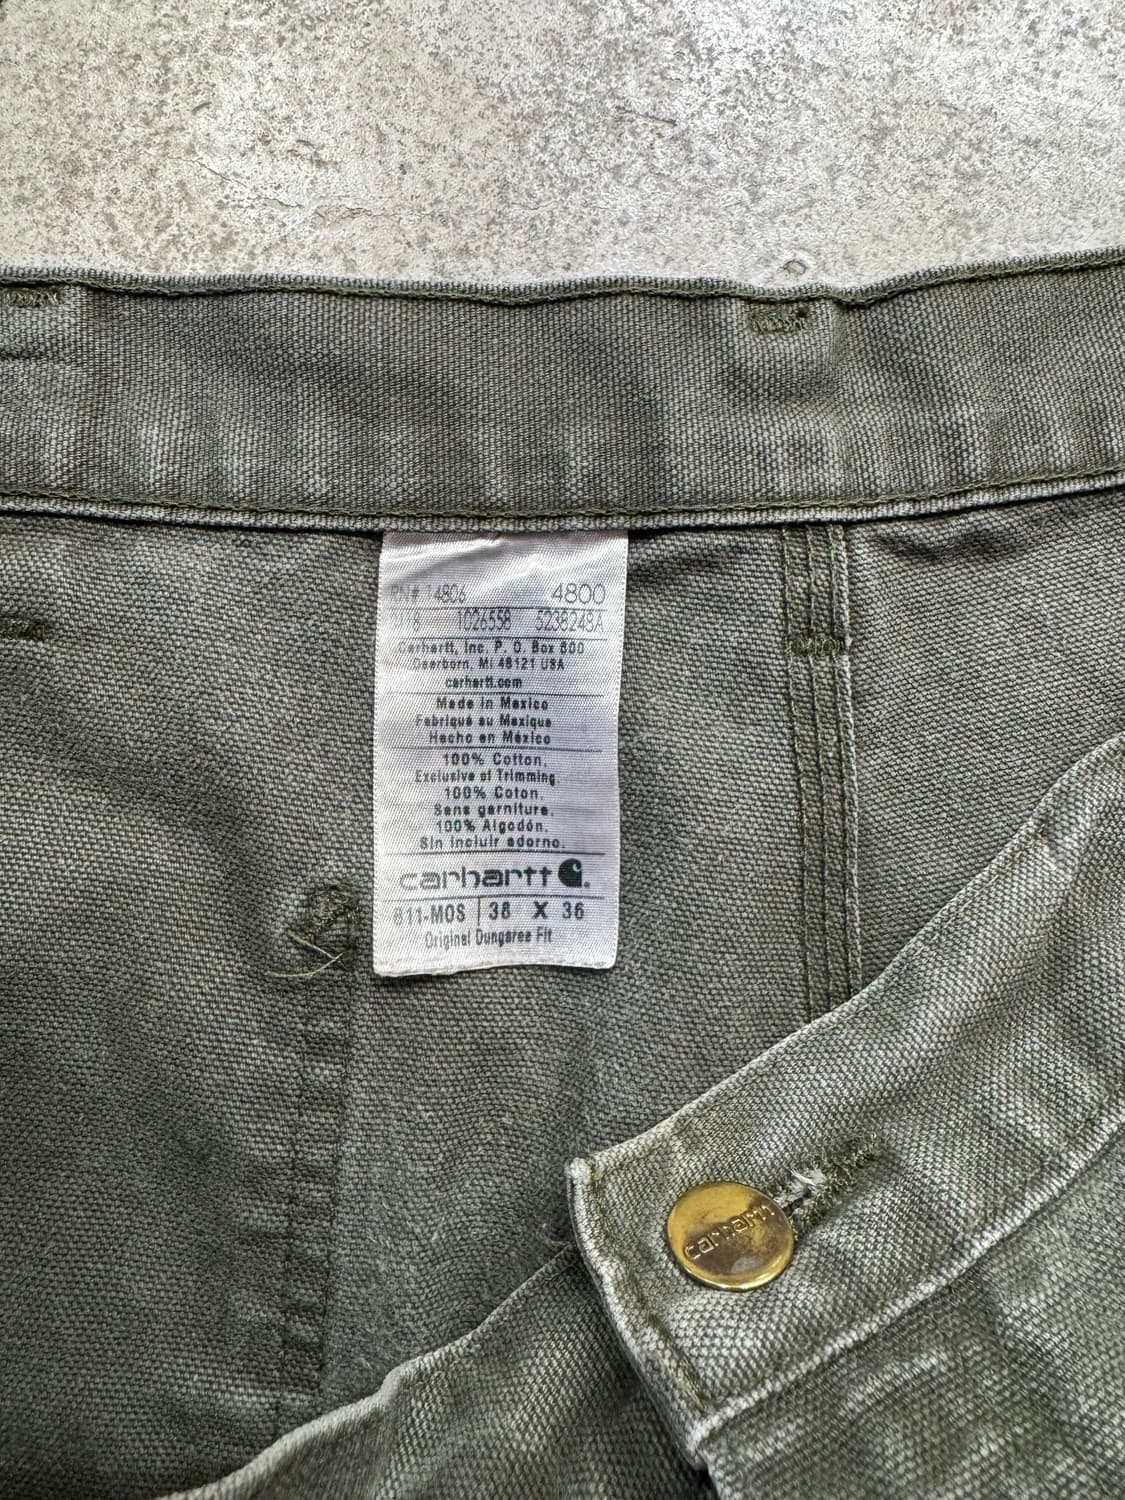 PN# 14806 4800
1026558 523824BA
Carhartt, Inc. P. O. Box 600
Dearborn, MI 48121 USA
carhartt.com
Made in Mexico
Fabriqué au Mexique
Hecho en México
100% Cotton.
Exclusive of Trimming
100% Coton.
Sans garniture.
100% Algodón.
Sin incluir adorno.
carhartt
B11-MOS 38 X 36
Original Dungaree Fit
carhartt